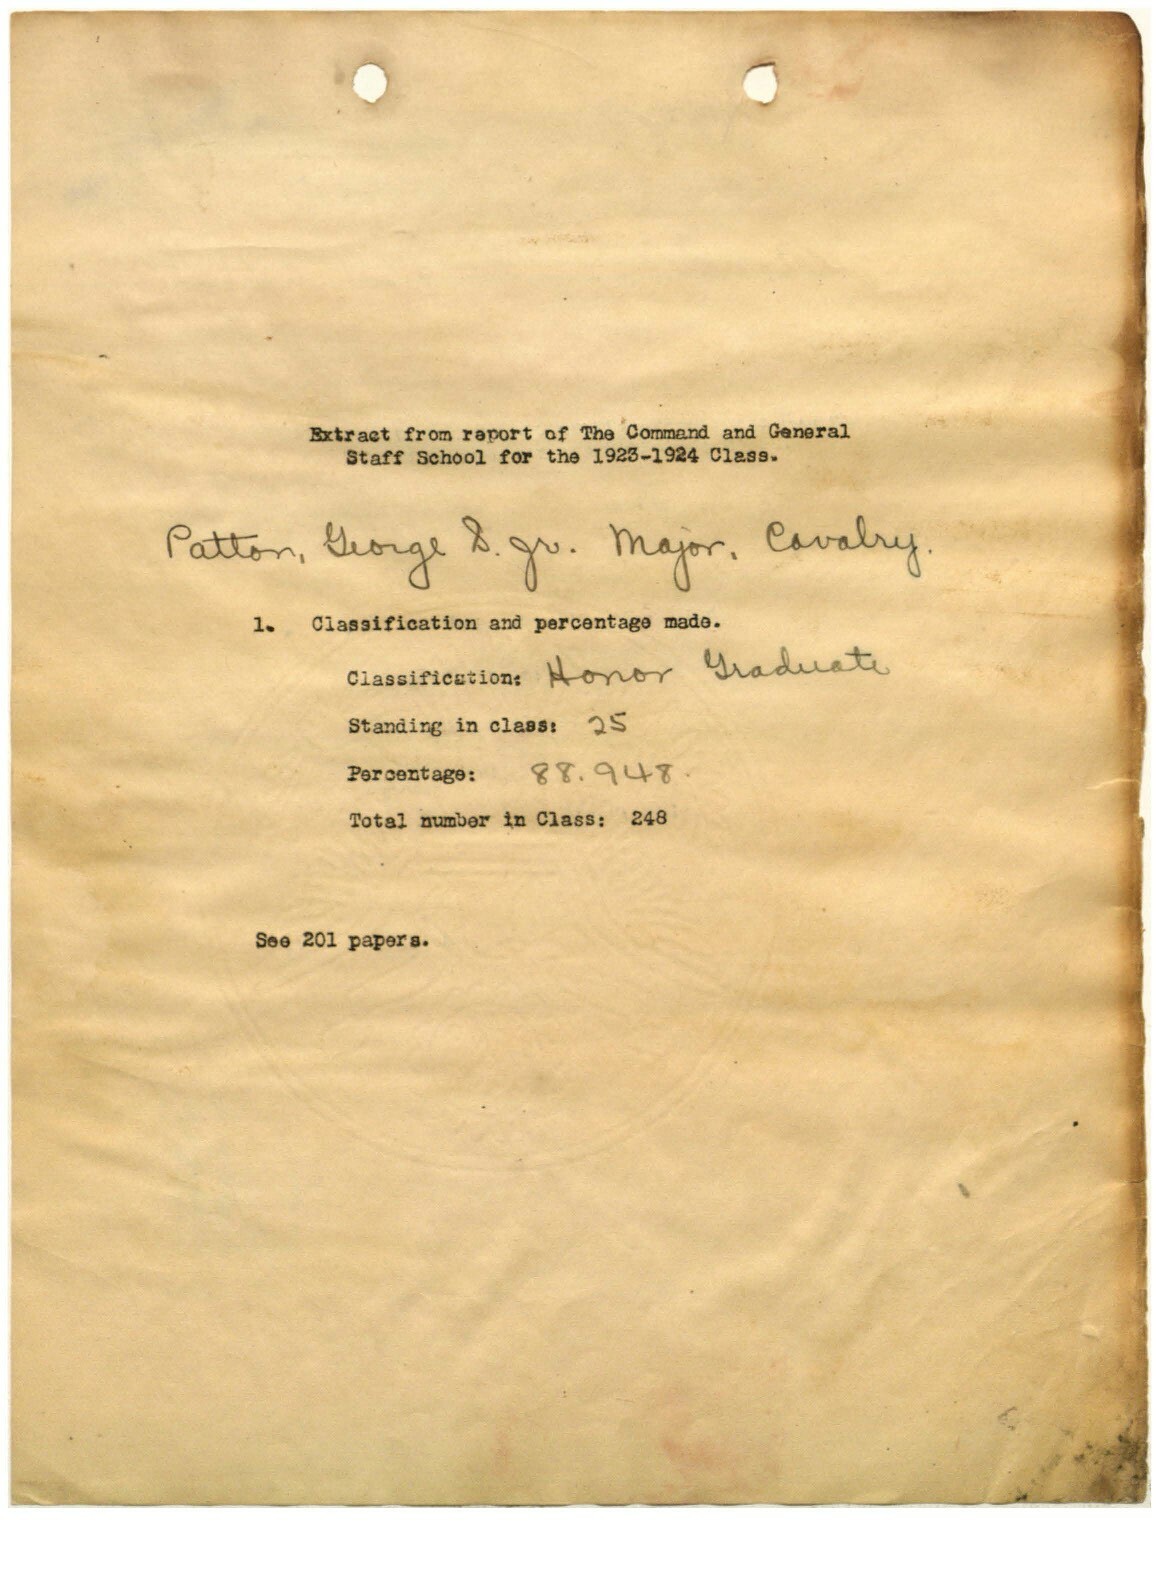 Extract from report of The Command and General
Staff School for the 1923-1924 Class.
Patton, George S. Jr. Major, Cavalry.
1. Classification and percentage made.
Classification: Honor Graduate
Standing in class: 25
Percentage: 88.948.
Total number in Class: 248
See 201 papers.